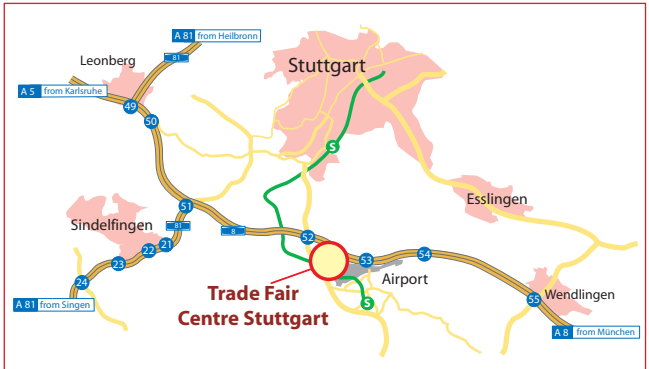 A 81 from Heilbronn
81
Leonberg
Stuttgart
A 5 from Karlsruhe
49
50
S
Esslingen
51
Sindelfingen
81
8
52
22 21
23
53
54
24
Airport
Trade Fair
Centre Stuttgart
Wendlingen
55
S
A 81 from Singen
A 8 from München